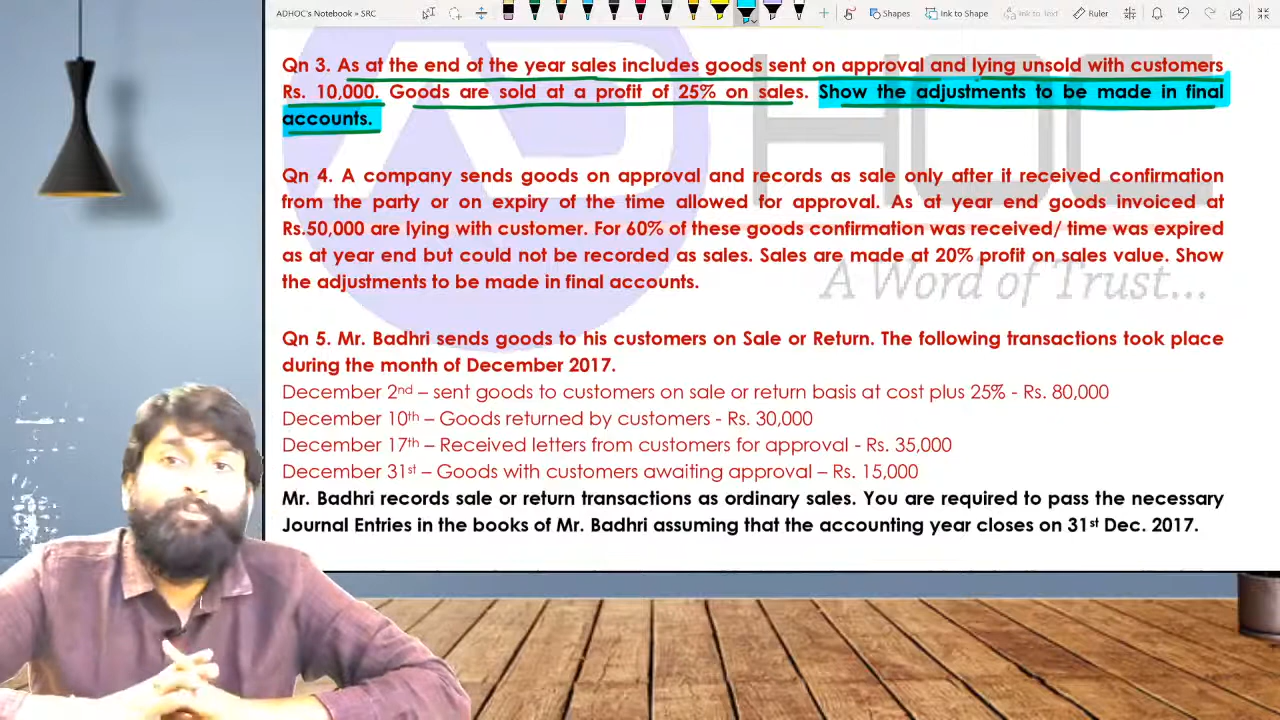 ADHOC's Notebook » SRC
Shapes
Ink to Shape
Ink to Text
Ruler
Qn 3. As at the end of the year sales includes goods sent on approval and lying unsold with customers
Rs. 10,000. Goods are sold at a profit of 25% on sales. Show the adjustments to be made in final
accounts.
Qn 4. A company sends goods on approval and records as sale only after it received confirmation
from the party or on expiry of the time allowed for approval. As at year end goods invoiced at
Rs.50,000 are lying with customer. For 60% of these goods confirmation was received/ time was expired
as at year end but could not be recorded as sales. Sales are made at 20% profit on sales value. Show
the adjustments to be made in final accounts.
HOC
A Word of Trust...
Qn 5. Mr. Badhri sends goods to his customers on Sale or Return. The following transactions took place
during the month of December 2017.
December 2nd – sent goods to customers on sale or return basis at cost plus 25% - Rs. 80,000
December 10th – Goods returned by customers - Rs. 30,000
December 17th – Received letters from customers for approval - Rs. 35,000
December 31st – Goods with customers awaiting approval – Rs. 15,000
Mr. Badhri records sale or return transactions as ordinary sales. You are required to pass the necessary
Journal Entries in the books of Mr. Badhri assuming that the accounting year closes on 31st Dec. 2017.